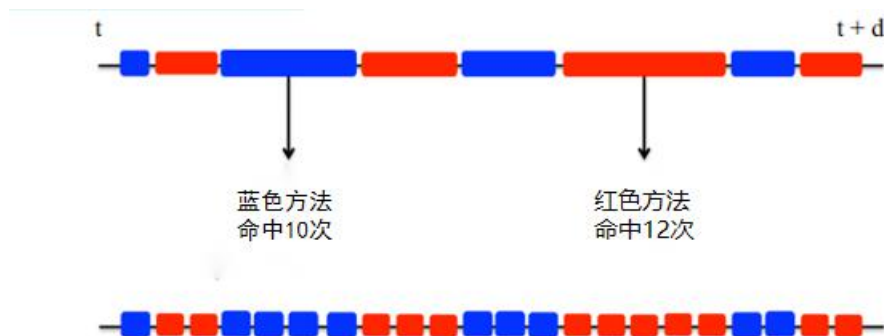 t
t + d
蓝色方法
命中10次
红色方法
命中12次